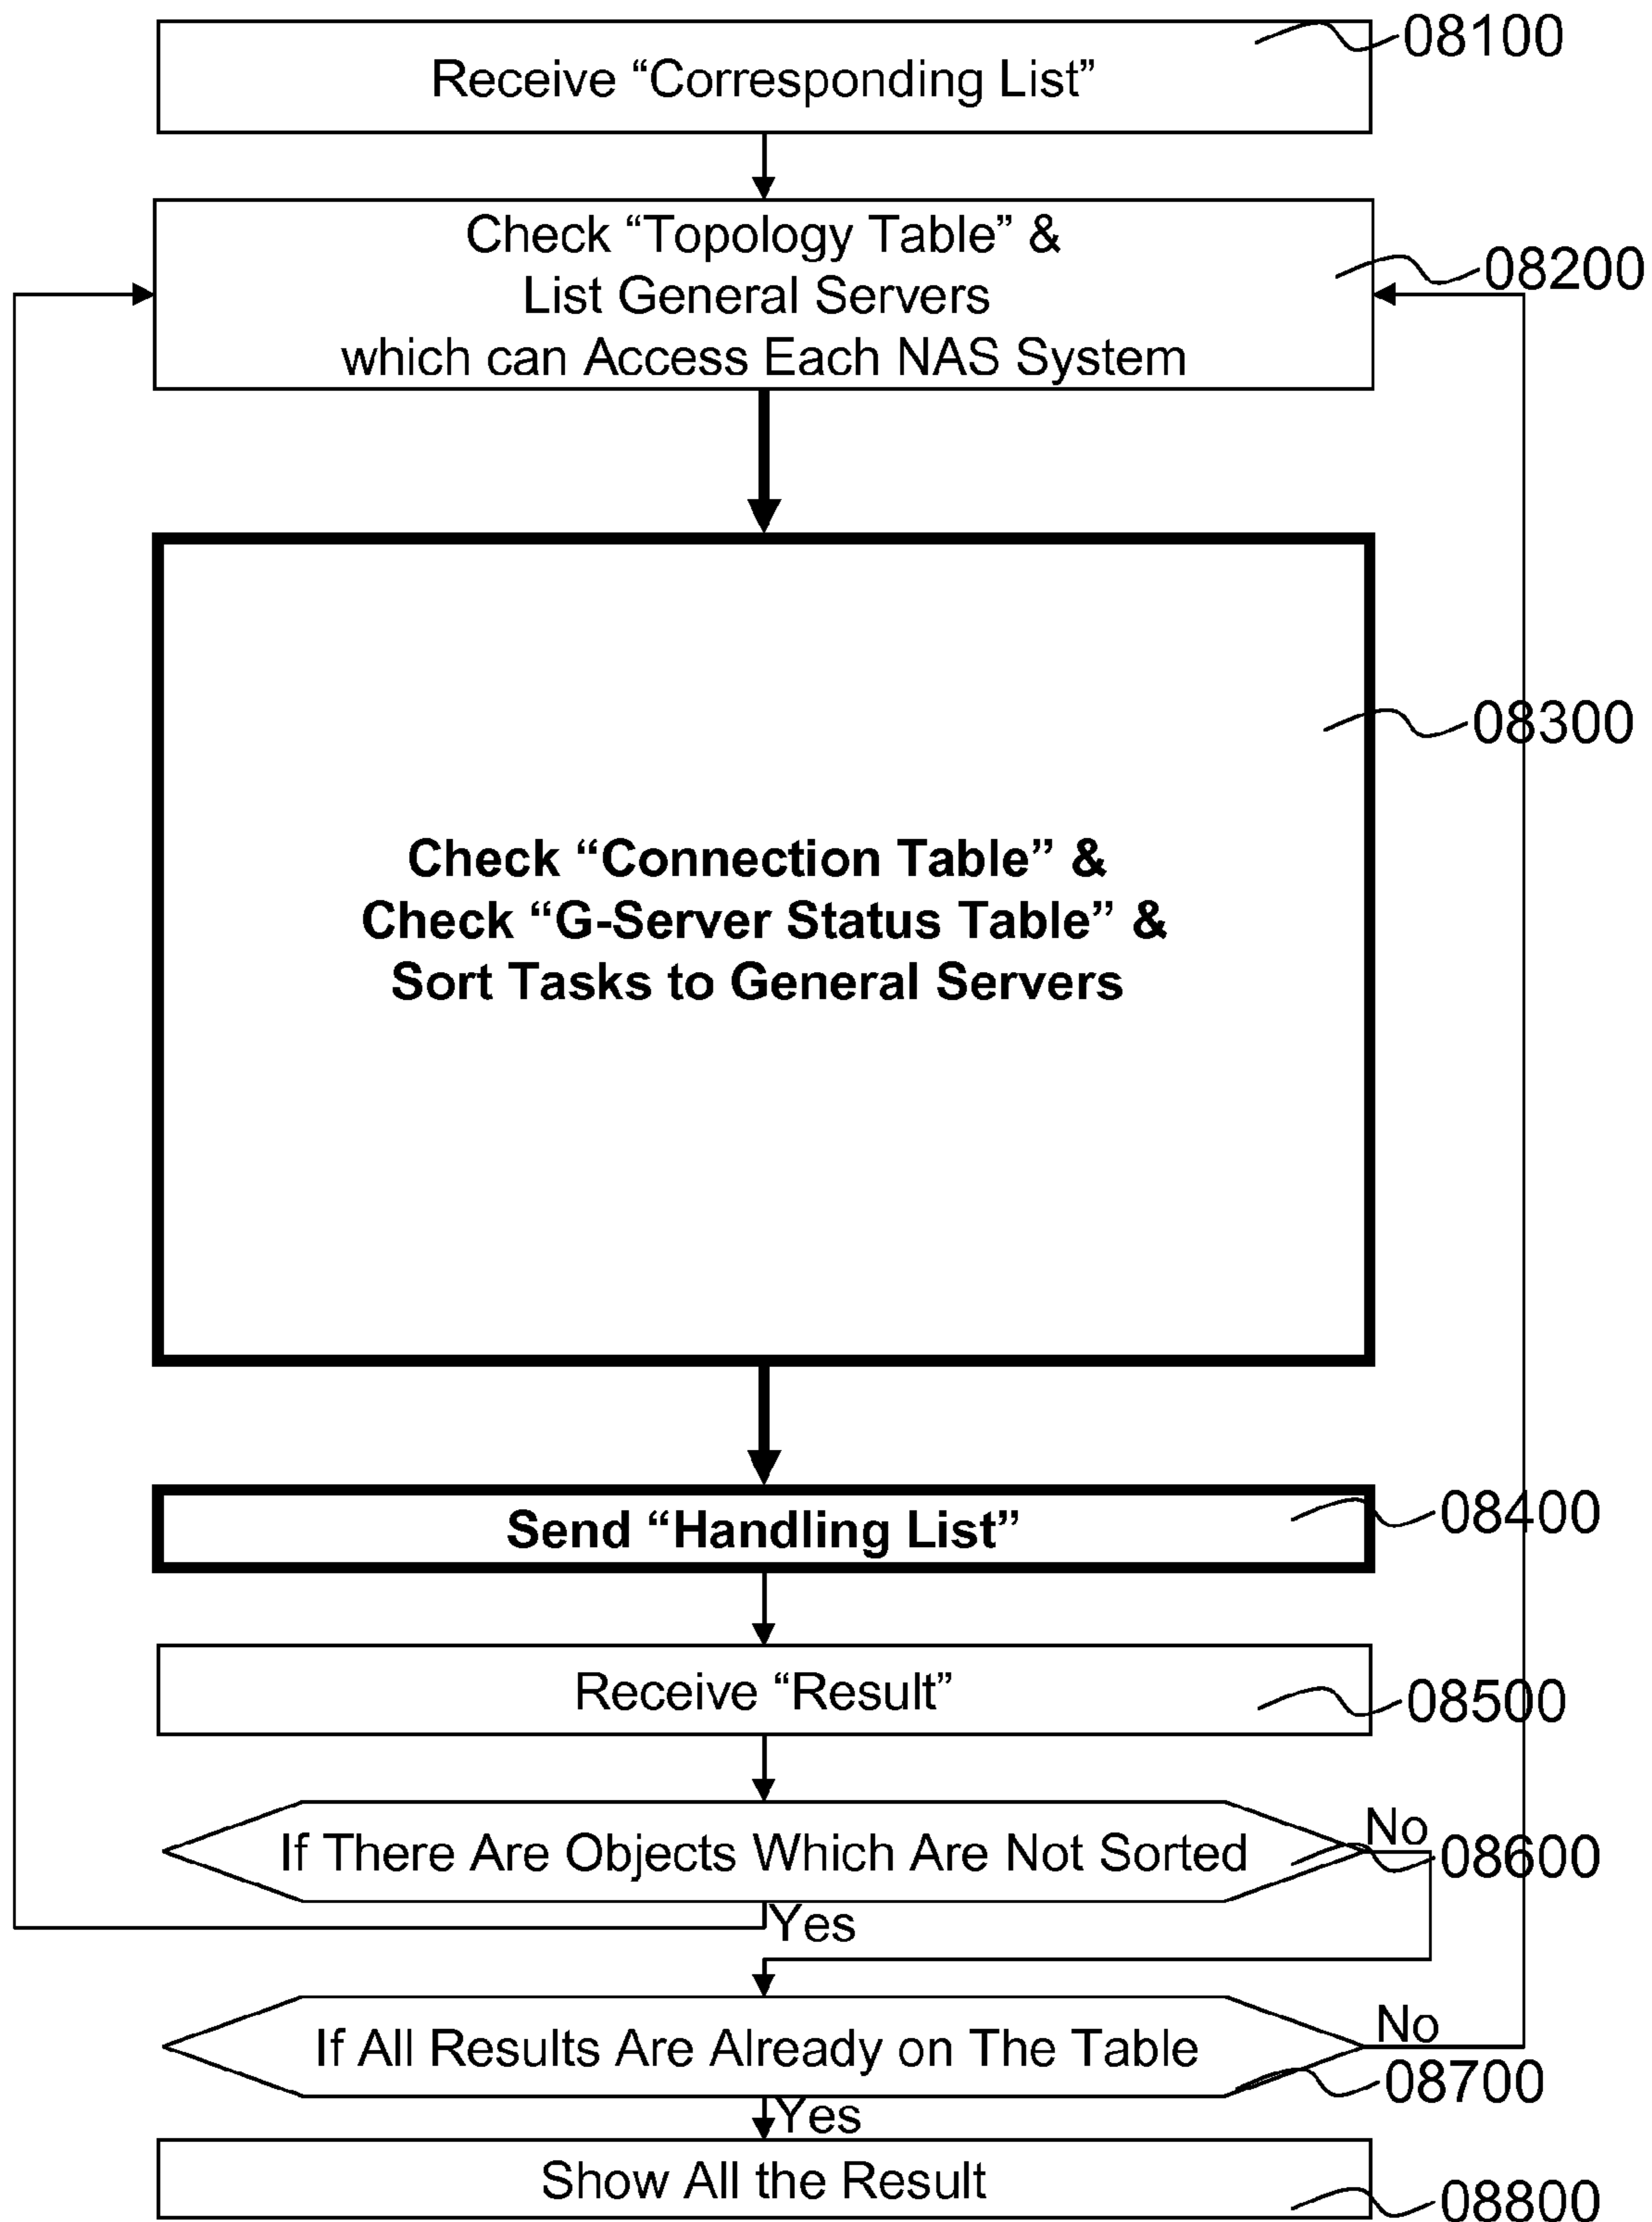 08100
Receive “Corresponding List”
Check “Topology Table” &
List General Servers
which can Access Each NAS System
08200
08300
Check “Connection Table” &
Check “G-Server Status Table” &
Sort Tasks to General Servers
Send “Handling List”
08400
Receive “Result”
08500
If There Are Objects Which Are Not Sorted
No
08600
Yes
If All Results Are Already on The Table
No
08700
Yes
Show All the Result
08800